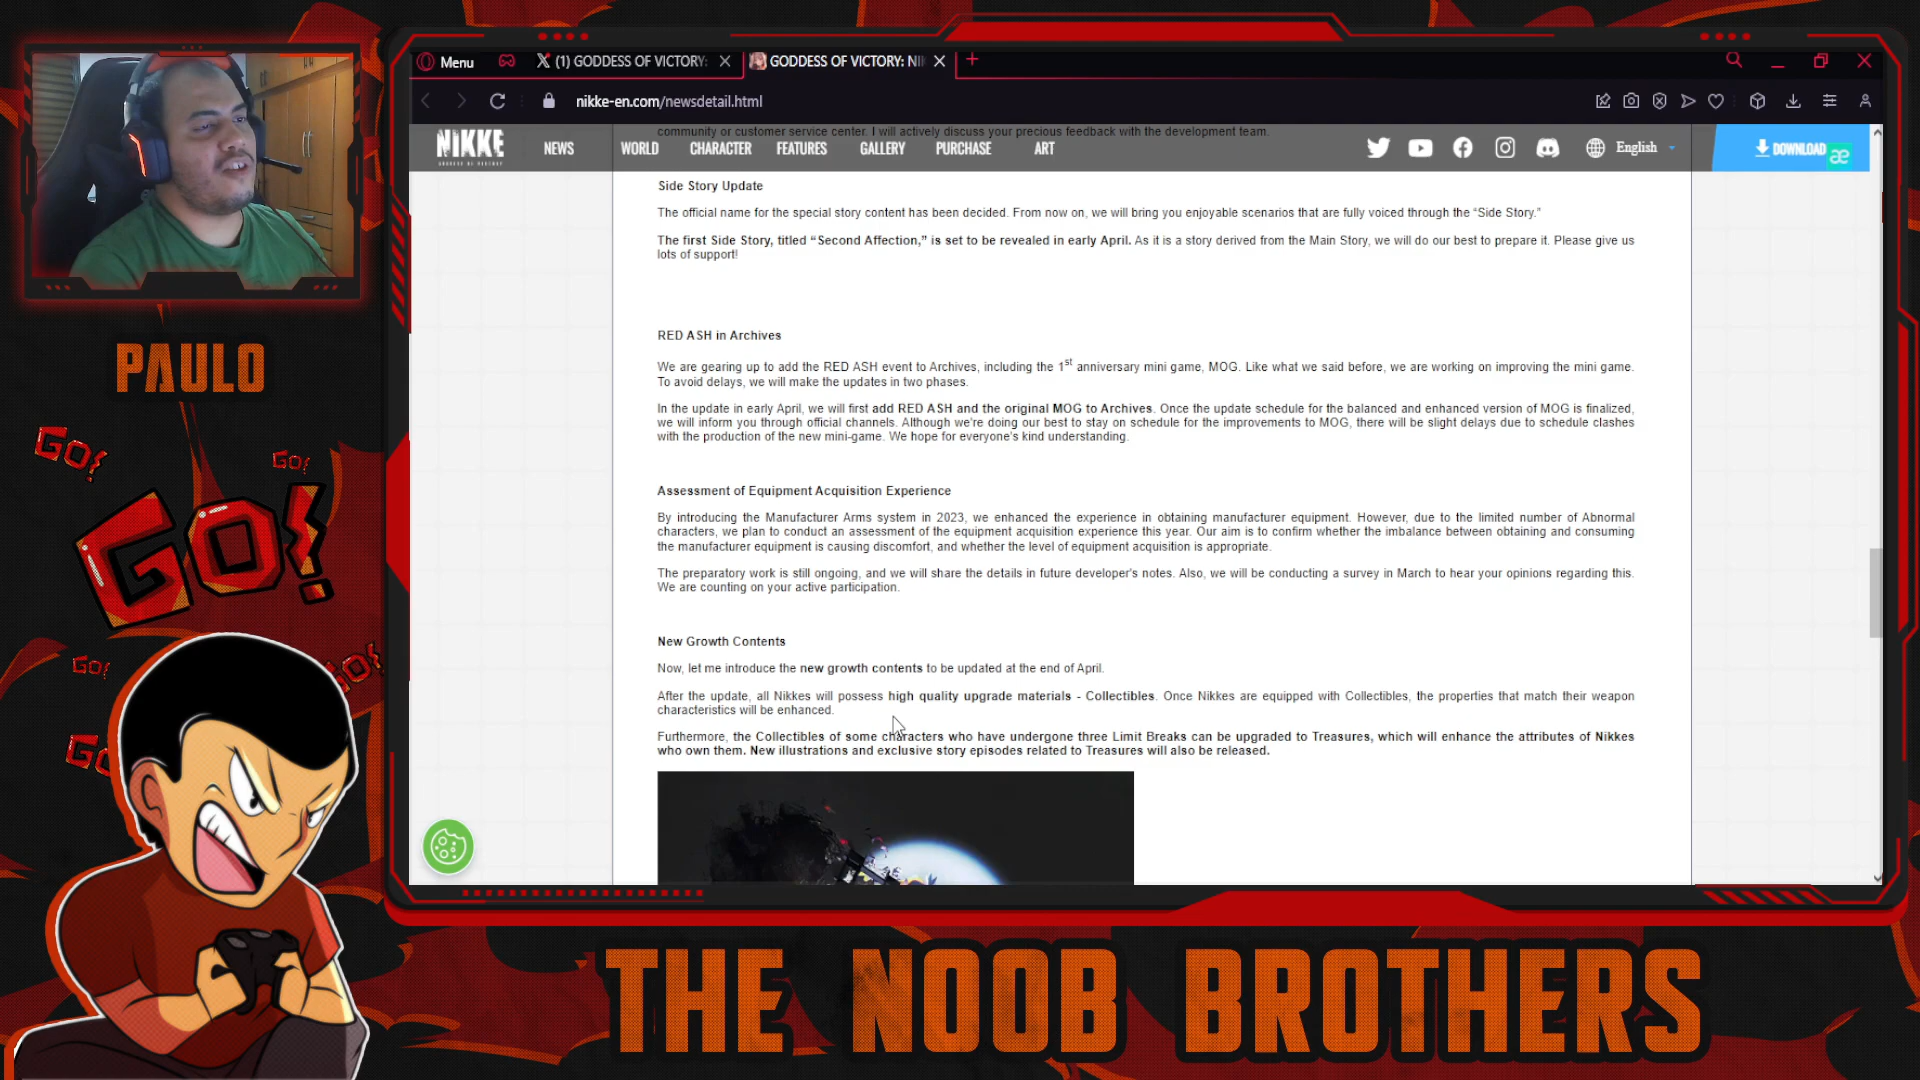 Menu
(1) GODDESS OF VICTORY:
GODDESS OF VICTORY: NI
nikke-en.com/newsdetail.html
community or customer service center. I will actively discuss your precious feedback with the development team.
NIKKE
GODDESS OF VICTORY
NEWS
WORLD
CHARACTER
FEATURES
GALLERY
PURCHASE
ART
English
DOWNLOAD
Side Story Update
The official name for the special story content has been decided. From now on, we will bring you enjoyable scenarios that are fully voiced through the “Side Story.”
The first Side Story, titled “Second Affection,” is set to be revealed in early April. As it is a story derived from the Main Story, we will do our best to prepare it. Please give us
lots of support!
RED ASH in Archives
We are gearing up to add the RED ASH event to Archives, including the 1st anniversary mini game, MOG. Like what we said before, we are working on improving the mini game.
To avoid delays, we will make the updates in two phases.
In the update in early April, we will first add RED ASH and the original MOG to Archives. Once the update schedule for the balanced and enhanced version of MOG is finalized,
we will inform you through official channels. Although we're doing our best to stay on schedule for the improvements to MOG, there will be slight delays due to schedule clashes
with the production of the new mini-game. We hope for everyone's kind understanding.
Assessment of Equipment Acquisition Experience
By introducing the Manufacturer Arms system in 2023, we enhanced the experience in obtaining manufacturer equipment. However, due to the limited number of Abnormal
characters, we plan to conduct an assessment of the equipment acquisition experience this year. Our aim is to confirm whether the imbalance between obtaining and consuming
the manufacturer equipment is causing discomfort, and whether the level of equipment acquisition is appropriate.
The preparatory work is still ongoing, and we will share the details in future developer's notes. Also, we will be conducting a survey in March to hear your opinions regarding this.
We are counting on your active participation.
New Growth Contents
Now, let me introduce the new growth contents to be updated at the end of April.
After the update, all Nikkes will possess high quality upgrade materials - Collectibles. Once Nikkes are equipped with Collectibles, the properties that match their weapon
characteristics will be enhanced.
Furthermore, the Collectibles of some characters who have undergone three Limit Breaks can be upgraded to Treasures, which will enhance the attributes of Nikkes
who own them. New illustrations and exclusive story episodes related to Treasures will also be released.
PAULO
GO!
GO!
GO!
GO!
GO!
GO
THE NOOB BROTHERS